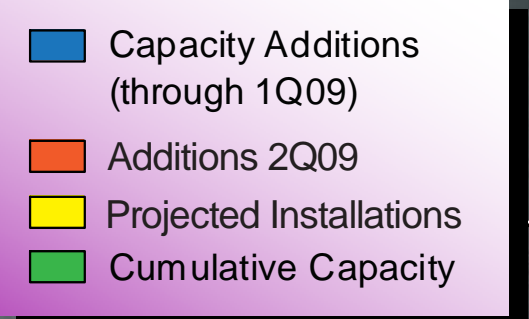 Capacity Additions
(through 1Q09)
Additions 2Q09
Projected Installations
Cumulative Capacity